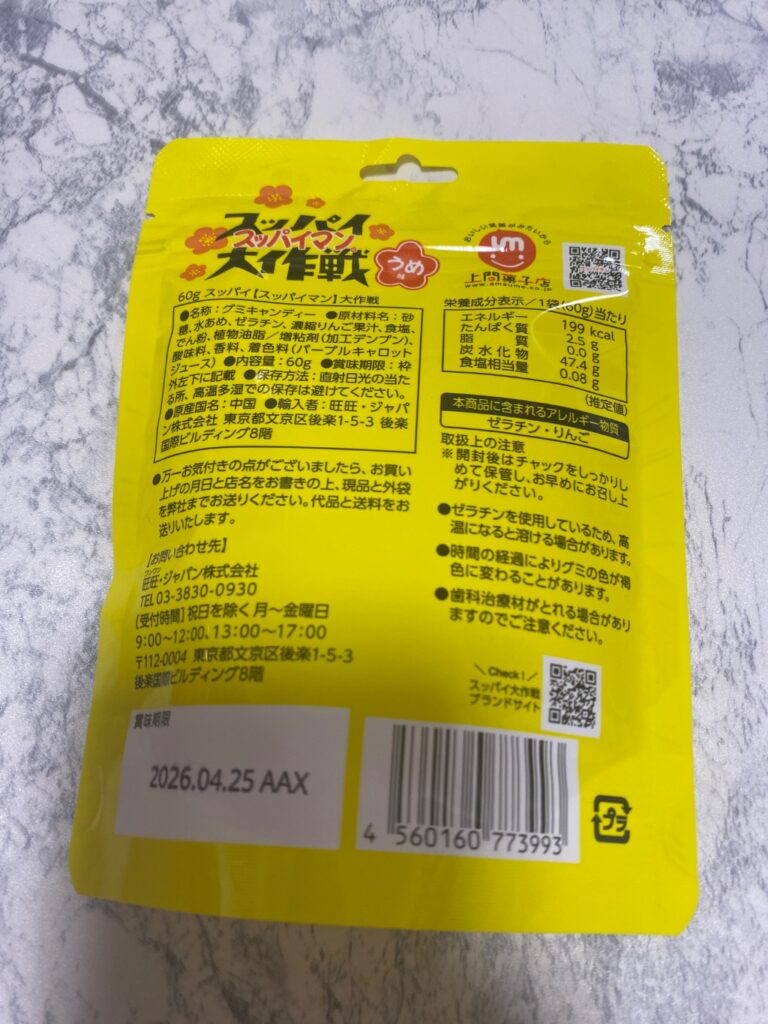 スッパイ
スッパイマン
大作戦
うめ
味
おいしい笑顔がみたいから
上間菓子店
www.amauma.co.jp
60g スッパイ【スッパイマン】大作戦
●名称：グミキャンディー ●原材料名：砂
糖、水あめ、ゼラチン、濃縮りんご果汁、食塩、
でん粉、植物油脂／増粘剤(加工デンプン)、
酸味料、香料、着色料(パープルキャロット
ジュース) ●内容量：60g ●賞味期限：枠
外左下に記載 ●保存方法：直射日光の当た
る所、高温多湿での保存は避けてください。
●原産国名：中国 ●輸入者：旺旺・ジャパ
ン株式会社 東京都文京区後楽1-5-3 後楽
国際ビルディング8階
●万一お気付きの点がございましたら、お買い
上げの月日と店名をお書きの上、現品と外袋
を弊社までお送りください。代品と送料をお
送りいたします。
【お問い合わせ先】
ワンワン
旺旺・ジャパン株式会社
TEL 03-3830-0930
[受付時間] 祝日を除く 月～金曜日
9：00～12：00、13：00～17：00
〒112-0004 東京都文京区後楽1-5-3
後楽国際ビルディング8階
栄養成分表示／1袋(60g)当たり
エネルギー 199 kcal
たんぱく質 2.5 g
脂質 0.0 g
炭水化物 47.4 g
食塩相当量 0.08 g
(推定値)
本商品に含まれるアレルギー物質
ゼラチン・りんご
取扱上の注意
※開封後はチャックをしっかりし
めて保管し、お早めにお召し上
がりください。
●ゼラチンを使用しているため、高
温になると溶ける場合があります。
●時間の経過によりグミの色が褐
色に変わることがあります。
●歯科治療材がとれる場合があり
ますのでご注意ください。
＼Check!／
スッパイ大作戦
ブランドサイト
賞味期限
2026.04.25 AAX
4 560160 773993
プラ